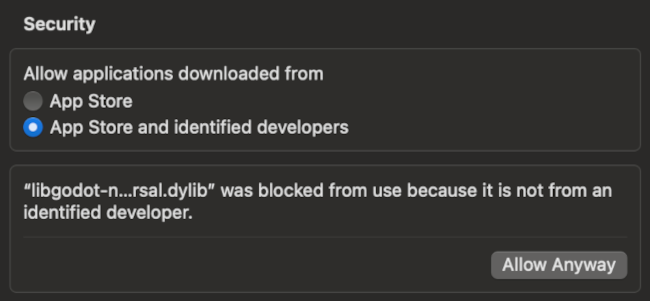 Security
Allow applications downloaded from
App Store
App Store and identified developers
“libgodot-n...rsal.dylib” was blocked from use because it is not from an
identified developer.
Allow Anyway